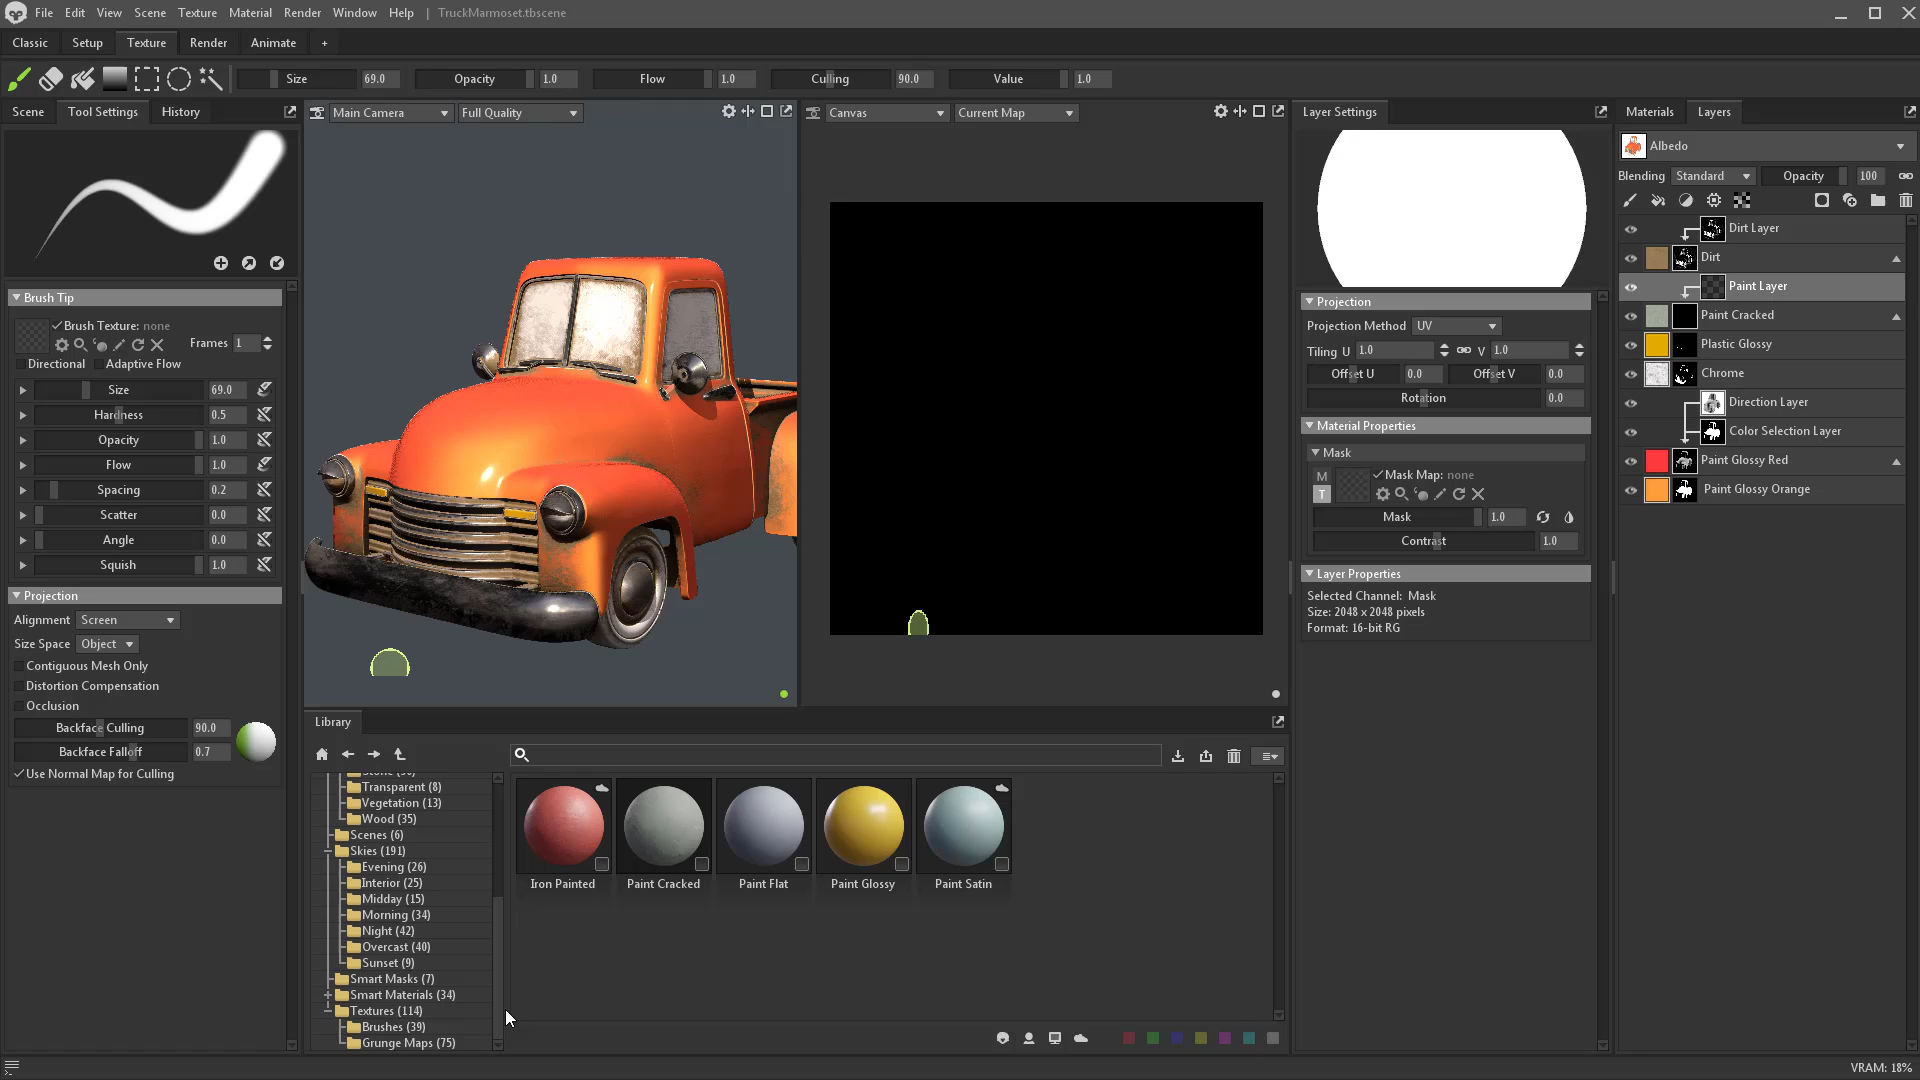 File Edit View Scene Texture Material Render Window Help | TruckMarmoset.tbscene
Classic Setup Texture Render Animate +
Size 69.0 Opacity 1.0 Flow 1.0 Culling 90.0 Value 1.0
Scene Tool Settings History
Brush Tip
Brush Texture: none
Frames 1
Directional Adaptive Flow
Size 69.0
Hardness 0.5
Opacity 1.0
Flow 1.0
Spacing 0.2
Scatter 0.0
Angle 0.0
Squish 1.0
Projection
Alignment Screen
Size Space Object
Contiguous Mesh Only
Distortion Compensation
Occlusion
Backface Culling 90.0
Backface Falloff 0.7
Use Normal Map for Culling
Main Camera Full Quality
Canvas Current Map
Library
Transparent (8)
Vegetation (13)
Wood (35)
Scenes (6)
Skies (191)
Evening (26)
Interior (25)
Midday (15)
Morning (34)
Night (42)
Overcast (40)
Sunset (9)
Smart Masks (7)
Smart Materials (34)
Textures (114)
Brushes (39)
Grunge Maps (75)
Iron Painted Paint Cracked Paint Flat Paint Glossy Paint Satin
Layer Settings
Projection
Projection Method UV
Tiling U 1.0 V 1.0
Offset U 0.0 Offset V 0.0
Rotation 0.0
Material Properties
Mask
M
T
Mask Map: none
Mask 1.0
Contrast 1.0
Layer Properties
Selected Channel: Mask
Size: 2048 x 2048 pixels
Format: 16-bit RG
Materials Layers
Albedo
Blending Standard Opacity 100
Dirt Layer
Dirt
Paint Layer
Paint Cracked
Plastic Glossy
Chrome
Direction Layer
Color Selection Layer
Paint Glossy Red
Paint Glossy Orange
VRAM: 18%